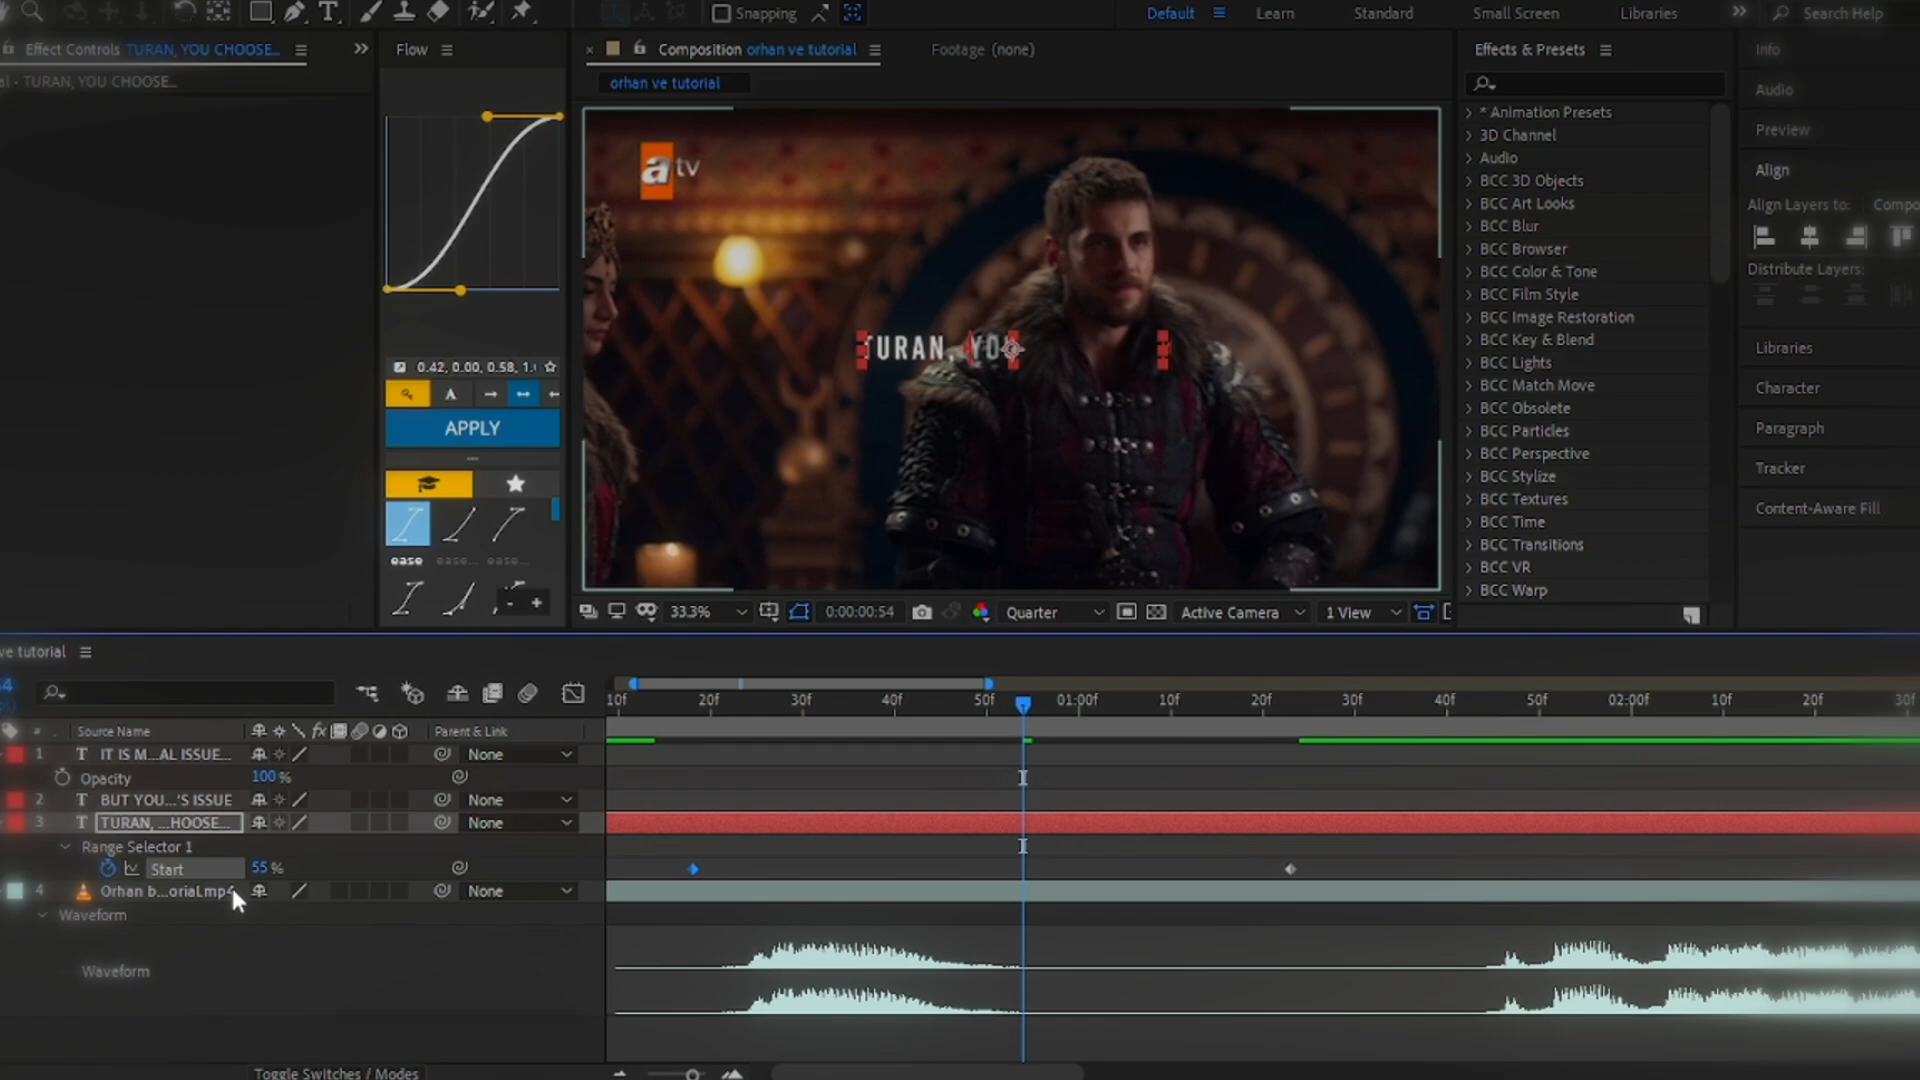 Snapping
Default
Learn
Standard
Small Screen
Libraries
Search Help
Effect Controls TURAN, YOU CHOOSE...
Flow
Composition orhan ve tutorial
Footage (none)
Effects & Presets
Info
al • TURAN, YOU CHOOSE...
orhan ve tutorial
Audio
Preview
Align
Align Layers to: Compo
Distribute Layers:
Libraries
Character
Paragraph
Tracker
Content-Aware Fill
* Animation Presets
3D Channel
Audio
BCC 3D Objects
BCC Art Looks
BCC Blur
BCC Browser
BCC Color & Tone
BCC Film Style
BCC Image Restoration
BCC Key & Blend
BCC Lights
BCC Match Move
BCC Obsolete
BCC Particles
BCC Perspective
BCC Stylize
BCC Textures
BCC Time
BCC Transitions
BCC VR
BCC Warp
a tv
TURAN, YOU
0.42, 0.00, 0.58, 1.
A
APPLY
ease ease... ease...
- +
33.3%
0:00:00:54
Quarter
Active Camera
1 View
ve tutorial
10f 20f 30f 40f 50f 01:00f 10f 20f 30f 40f 50f 02:00f 10f 20f 30f
# Source Name fx Parent & Link
1 T IT IS M...AL ISSUE... None
Opacity 100 %
2 T BUT YOU...'S ISSUE None
3 T TURAN, ...HOOSE... None
Range Selector 1
Start 55 %
4 Orhan b...orial.mp4 None
Waveform
Waveform
Toggle Switches / Modes